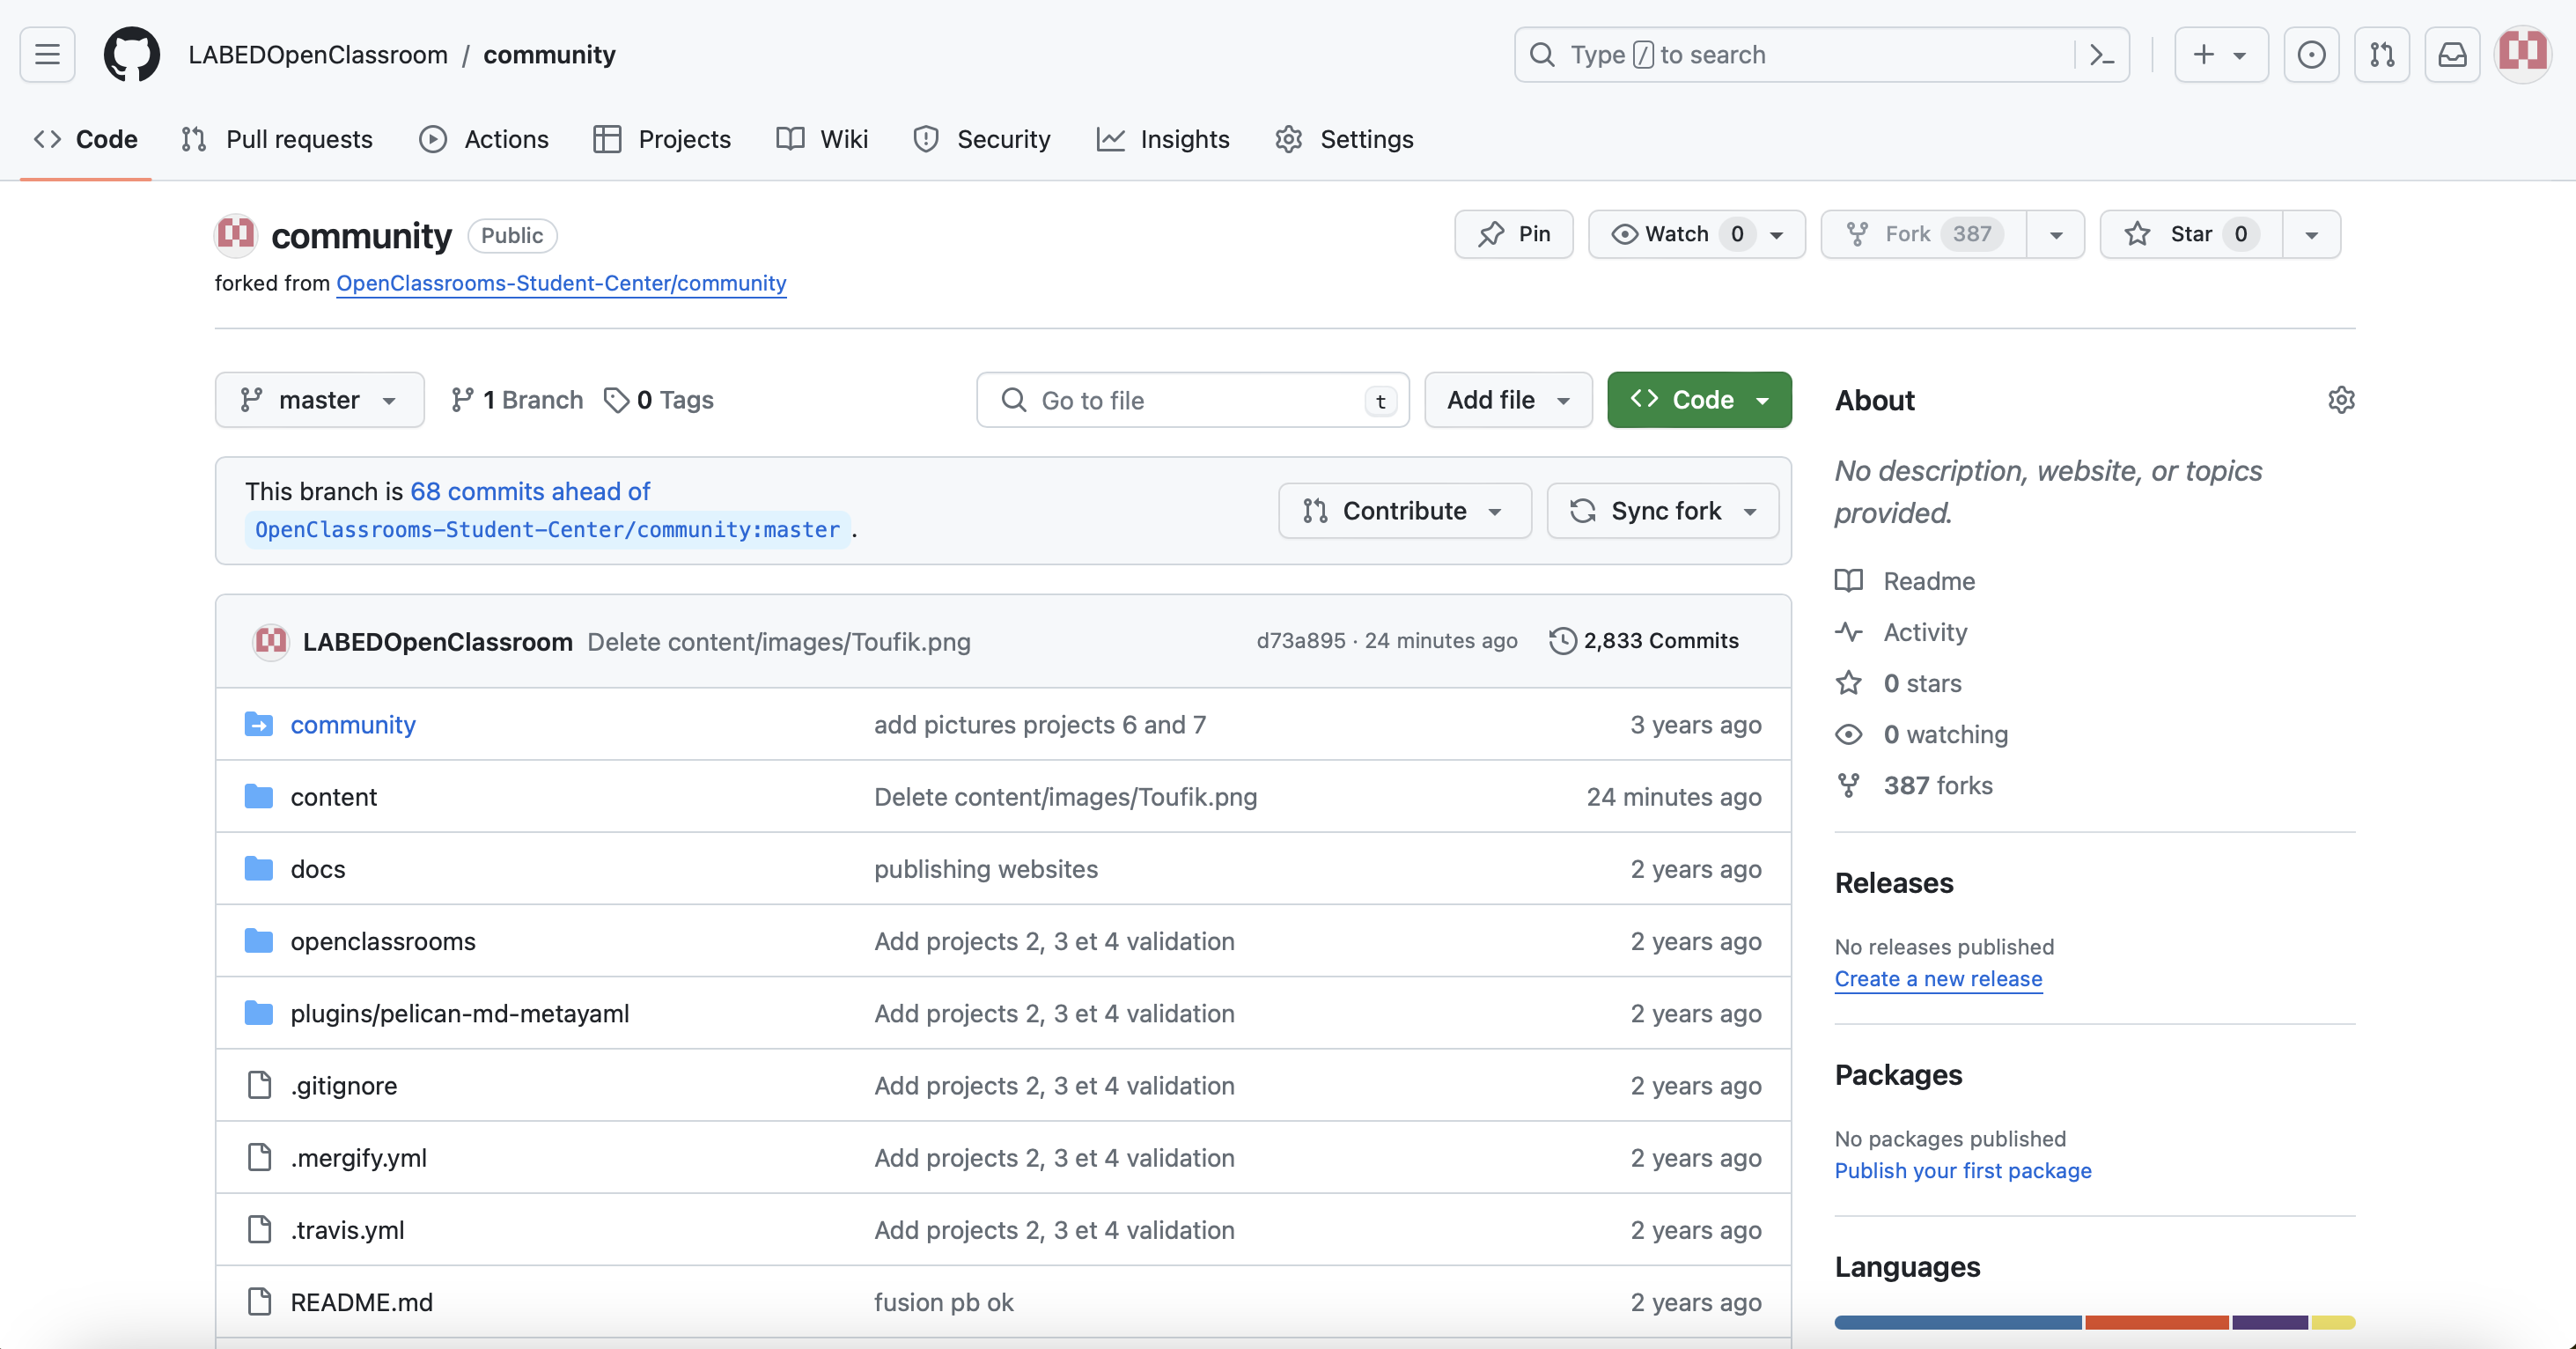 LABEDOpenClassroom / community
Type / to search
Code
Pull requests
Actions
Projects
Wiki
Security
Insights
Settings
community Public
forked from OpenClassrooms-Student-Center/community
Pin
Watch 0
Fork 387
Star 0
master
1 Branch
0 Tags
Go to file t
Add file
Code
This branch is 68 commits ahead of
OpenClassrooms-Student-Center/community:master .
Contribute
Sync fork
LABEDOpenClassroom Delete content/images/Toufik.png d73a895 · 24 minutes ago 2,833 Commits
community add pictures projects 6 and 7 3 years ago
content Delete content/images/Toufik.png 24 minutes ago
docs publishing websites 2 years ago
openclassrooms Add projects 2, 3 et 4 validation 2 years ago
plugins/pelican-md-metayaml Add projects 2, 3 et 4 validation 2 years ago
.gitignore Add projects 2, 3 et 4 validation 2 years ago
.mergify.yml Add projects 2, 3 et 4 validation 2 years ago
.travis.yml Add projects 2, 3 et 4 validation 2 years ago
README.md fusion pb ok 2 years ago
About
No description, website, or topics
provided.
Readme
Activity
0 stars
0 watching
387 forks
Releases
No releases published
Create a new release
Packages
No packages published
Publish your first package
Languages